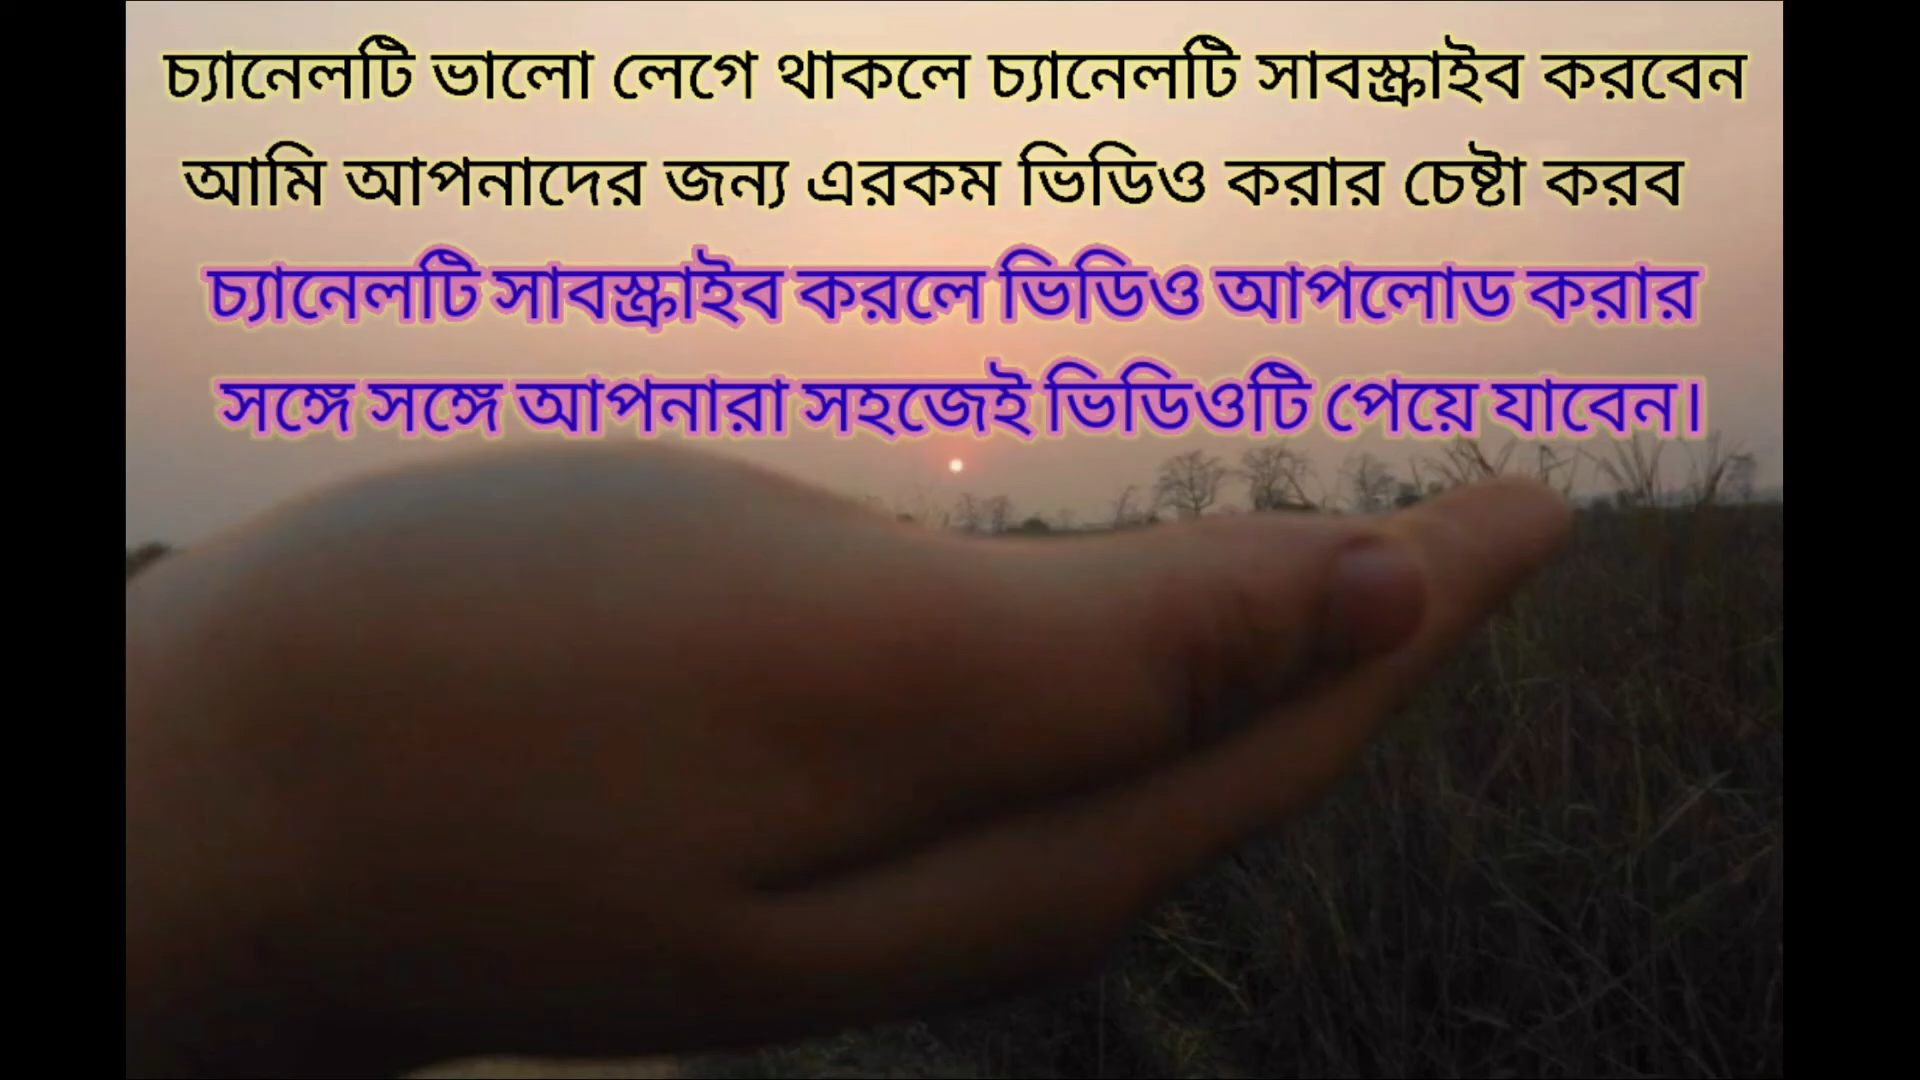 চ্যানেলটি ভালো লেগে থাকলে চ্যানেলটি সাবস্ক্রাইব করবেন
আমি আপনাদের জন্য এরকম ভিডিও করার চেষ্টা করব
চ্যানেলটি সাবস্ক্রাইব করলে ভিডিও আপলোড করার
সঙ্গে সঙ্গে আপনারা সহজেই ভিডিওটি পেয়ে যাবেন।